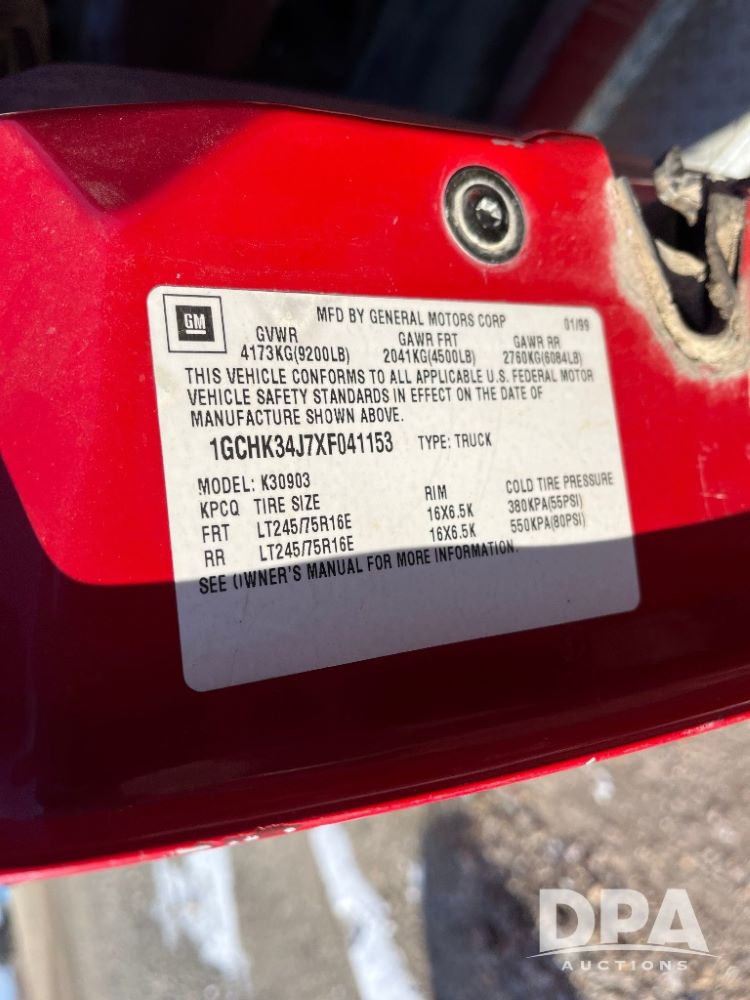 GM
MFD BY GENERAL MOTORS CORP 01/99
GVWR GAWR FRT GAWR RR
4173KG(9200LB) 2041KG(4500LB) 2760KG(6084LB)
THIS VEHICLE CONFORMS TO ALL APPLICABLE U.S. FEDERAL MOTOR
VEHICLE SAFETY STANDARDS IN EFFECT ON THE DATE OF
MANUFACTURE SHOWN ABOVE.
1GCHK34J7XF041153 TYPE: TRUCK
MODEL: K30903
KPCQ TIRE SIZE RIM COLD TIRE PRESSURE
FRT LT245/75R16E 16X6.5K 380KPA(55PSI)
RR LT245/75R16E 16X6.5K 550KPA(80PSI)
SEE OWNER'S MANUAL FOR MORE INFORMATION.
DPA
AUCTIONS